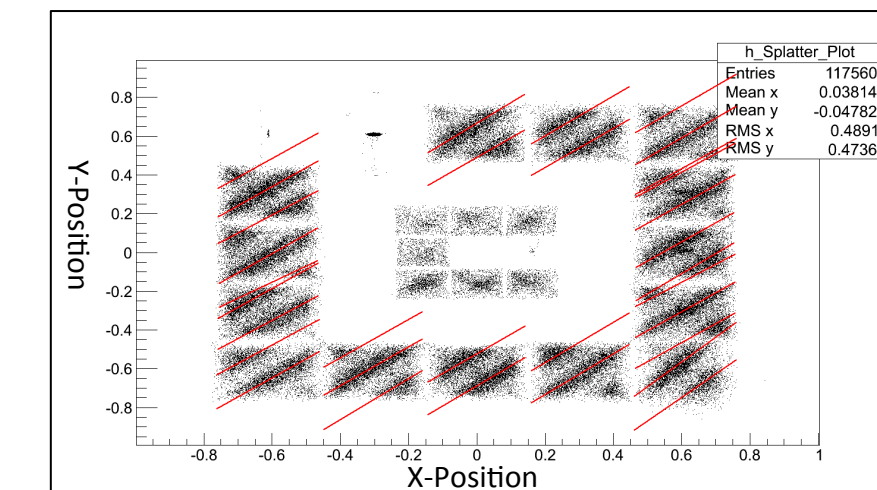 h_Splatter_Plot
Entries 117560
Mean x 0.03814
Mean y -0.04782
RMS x 0.4891
RMS y 0.4736
0.8
0.6
0.4
0.2
0
-0.2
-0.4
-0.6
-0.8
Y-Position
-0.8 -0.6 -0.4 -0.2 0 0.2 0.4 0.6 0.8 1
X-Position